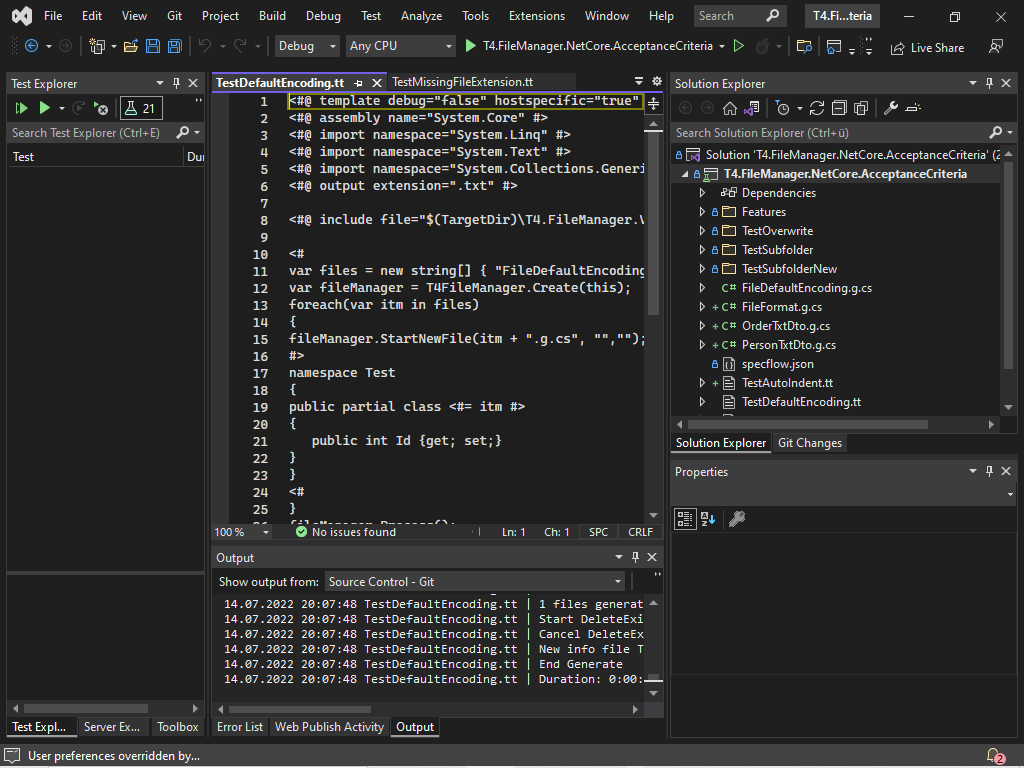 File Edit View Git Project Build Debug Test Analyze Tools Extensions Window Help Search T4.Fi...teria
Debug Any CPU T4.FileManager.NetCore.AcceptanceCriteria Live Share
Test Explorer
21
Search Test Explorer (Ctrl+E)
Test Du
TestDefaultEncoding.tt TestMissingFileExtension.tt
1 <#@ template debug="false" hostspecific="true"
2 <#@ assembly name="System.Core" #>
3 <#@ import namespace="System.Linq" #>
4 <#@ import namespace="System.Text" #>
5 <#@ import namespace="System.Collections.Generi
6 <#@ output extension=".txt" #>
7
8 <#@ include file="$(TargetDir)\T4.FileManager.V
9
10 <#
11 var files = new string[] { "FileDefaultEncoding
12 var fileManager = T4FileManager.Create(this);
13 foreach(var itm in files)
14 {
15 fileManager.StartNewFile(itm + ".g.cs", "","");
16 #>
17 namespace Test
18 {
19 public partial class <#= itm #>
20 {
21 public int Id {get; set;}
22 }
23 }
24 <#
25 }
26 fileManager.Process();
100 % No issues found Ln: 1 Ch: 1 SPC CRLF
Output
Show output from: Source Control - Git
14.07.2022 20:07:48 TestDefaultEncoding.tt | 1 files generat
14.07.2022 20:07:48 TestDefaultEncoding.tt | Start DeleteExi
14.07.2022 20:07:48 TestDefaultEncoding.tt | Cancel DeleteEx
14.07.2022 20:07:48 TestDefaultEncoding.tt | New info file T
14.07.2022 20:07:48 TestDefaultEncoding.tt | End Generate
14.07.2022 20:07:48 TestDefaultEncoding.tt | Duration: 0:00:
Solution Explorer
Search Solution Explorer (Ctrl+ü)
Solution 'T4.FileManager.NetCore.AcceptanceCriteria' (2
T4.FileManager.NetCore.AcceptanceCriteria
Dependencies
Features
TestOverwrite
TestSubfolder
TestSubfolderNew
C# FileDefaultEncoding.g.cs
+ C# FileFormat.g.cs
+ C# OrderTxtDto.g.cs
+ C# PersonTxtDto.g.cs
specflow.json
+ TestAutoIndent.tt
TestDefaultEncoding.tt
Solution Explorer Git Changes
Properties
Test Expl... Server Ex... Toolbox Error List Web Publish Activity Output
User preferences overridden by... 2